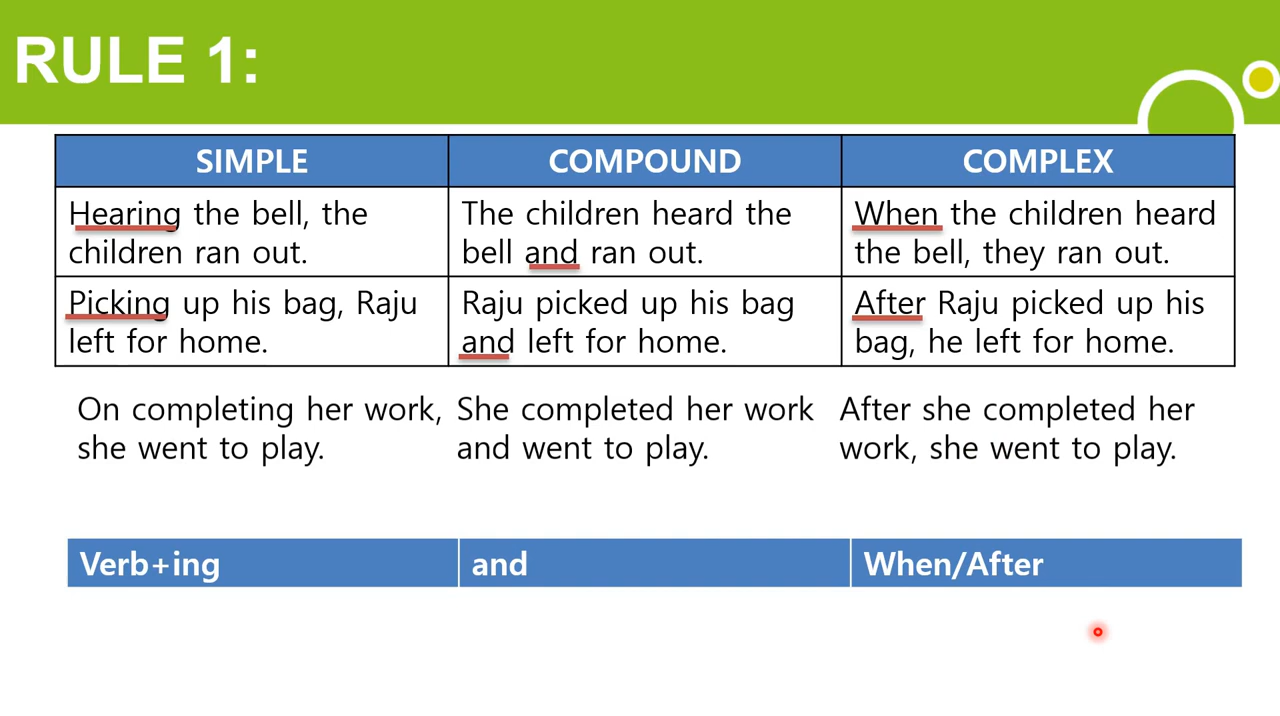 RULE 1:
SIMPLE
COMPOUND
COMPLEX
Hearing the bell, the
children ran out.
The children heard the
bell and ran out.
When the children heard
the bell, they ran out.
Picking up his bag, Raju
left for home.
Raju picked up his bag
and left for home.
After Raju picked up his
bag, he left for home.
On completing her work,
she went to play.
She completed her work
and went to play.
After she completed her
work, she went to play.
Verb+ing
and
When/After